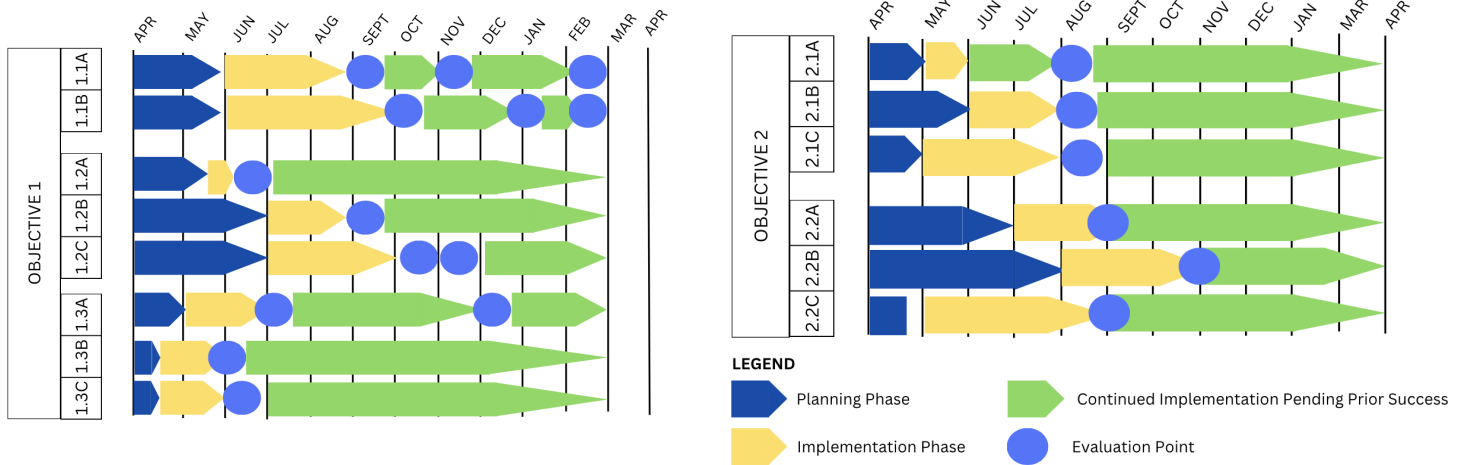 APR MAY JUN JUL AUG SEPT OCT NOV DEC JAN FEB MAR APR
OBJECTIVE 1
1.1A
1.1B
1.2A
1.2B
1.2C
1.3A
1.3B
1.3C
APR MAY JUN JUL AUG SEPT OCT NOV DEC JAN MAR APR
OBJECTIVE 2
2.1A
2.1B
2.1C
2.2A
2.2B
2.2C
LEGEND
Planning Phase
Continued Implementation Pending Prior Success
Implementation Phase
Evaluation Point